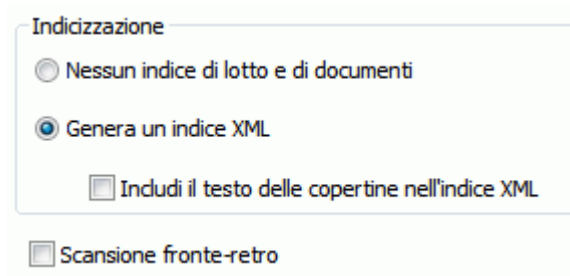 Indicizzazione
Nessun indice di lotto e di documenti
Genera un indice XML
Includi il testo delle copertine nell'indice XML
Scansione fronte-retro